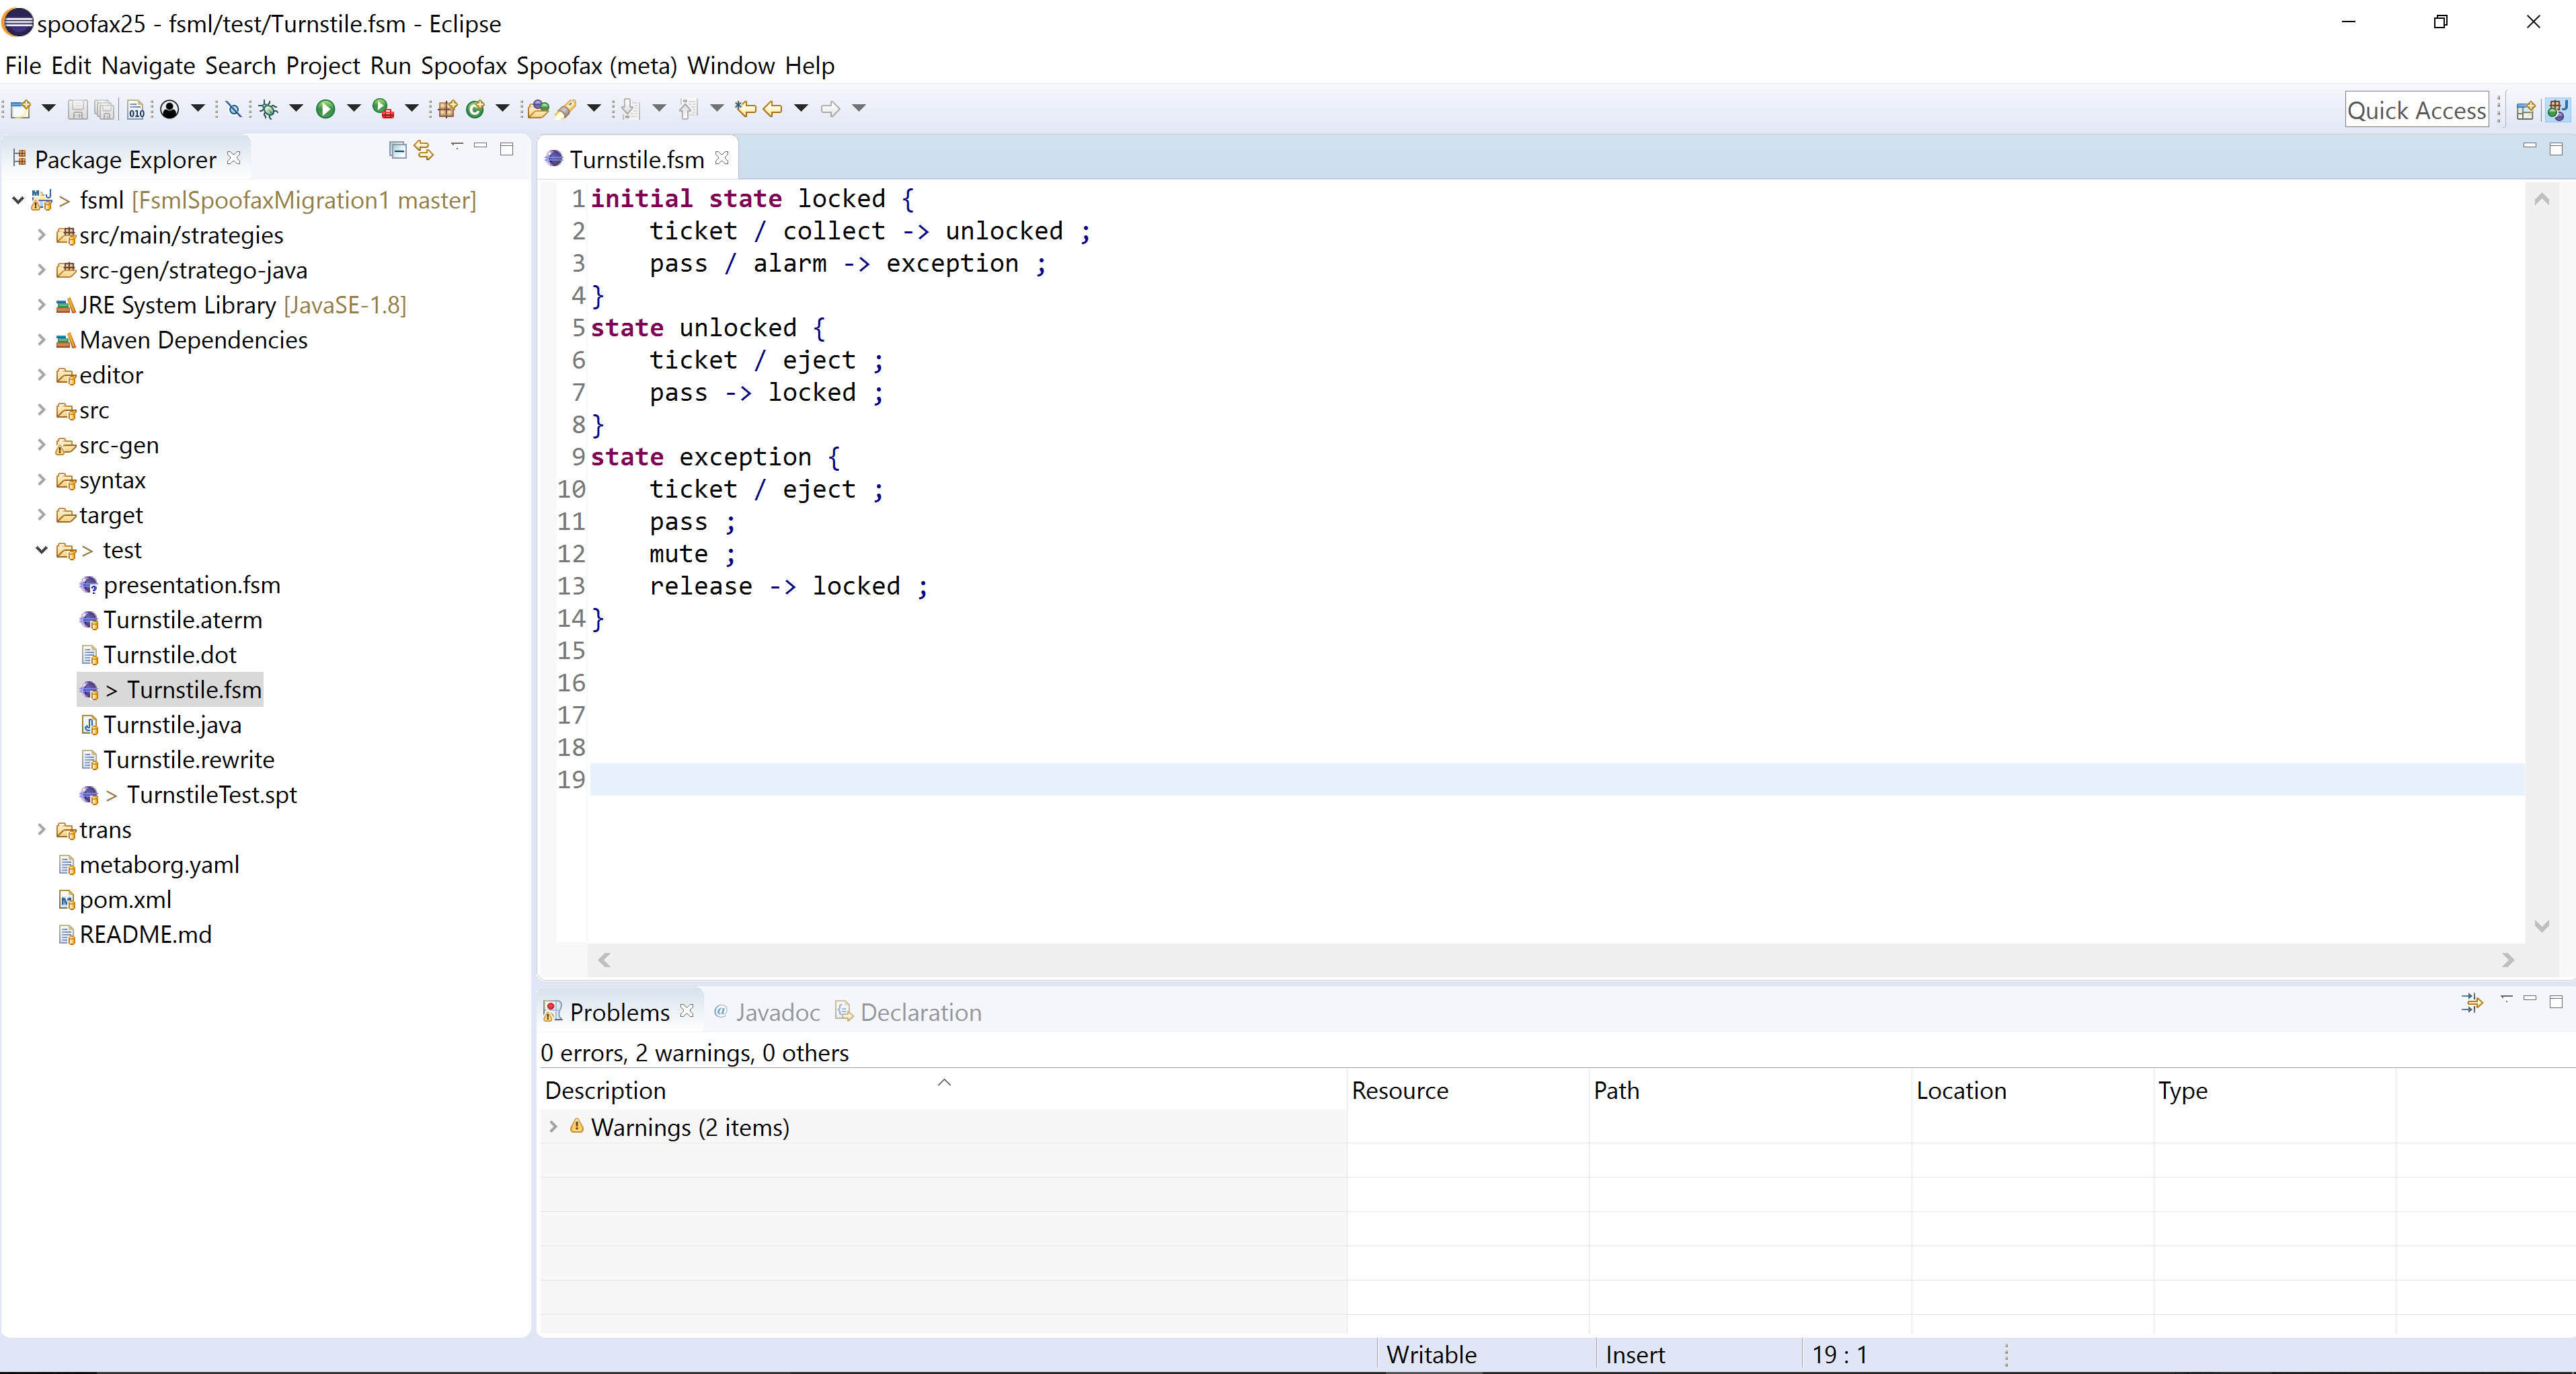 spoofax25 - fsml/test/Turnstile.fsm - Eclipse
File Edit Navigate Search Project Run Spoofax Spoofax (meta) Window Help
Quick Access
Package Explorer
> fsml [FsmlSpoofaxMigration1 master]
src/main/strategies
src-gen/stratego-java
JRE System Library [JavaSE-1.8]
Maven Dependencies
editor
src
src-gen
syntax
target
> test
presentation.fsm
Turnstile.aterm
Turnstile.dot
> Turnstile.fsm
Turnstile.java
Turnstile.rewrite
> TurnstileTest.spt
trans
metaborg.yaml
pom.xml
README.md
Turnstile.fsm
1 initial state locked {
2     ticket / collect -> unlocked ;
3     pass / alarm -> exception ;
4 }
5 state unlocked {
6     ticket / eject ;
7     pass -> locked ;
8 }
9 state exception {
10     ticket / eject ;
11     pass ;
12     mute ;
13     release -> locked ;
14 }
15
16
17
18
19
Problems @ Javadoc Declaration
0 errors, 2 warnings, 0 others
Description Resource Path Location Type
Warnings (2 items)
Writable Insert 19 : 1